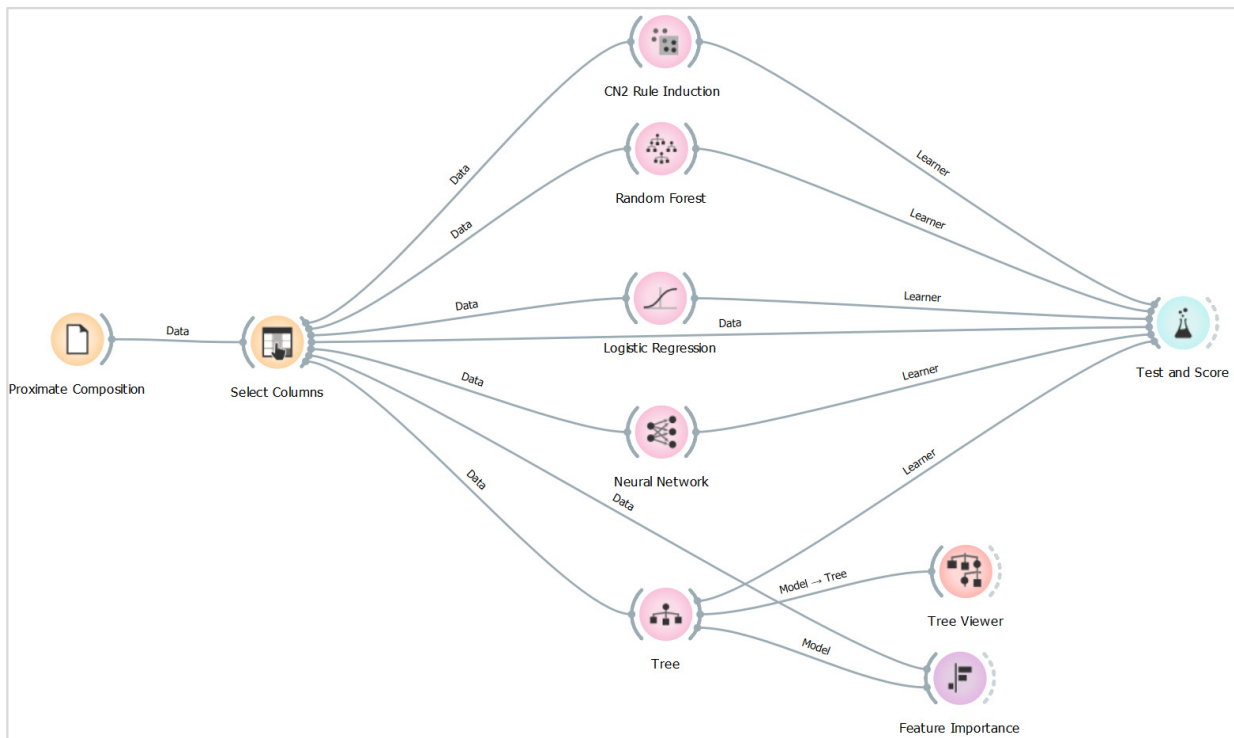 CN2 Rule Induction
Data
Learner
Random Forest
Data
Learner
Proximate Composition
Data
Select Columns
Data
Logistic Regression
Learner
Data
Test and Score
Data
Neural Network
Learner
Data
Tree
Data
Learner
Model → Tree
Tree Viewer
Model
Feature Importance